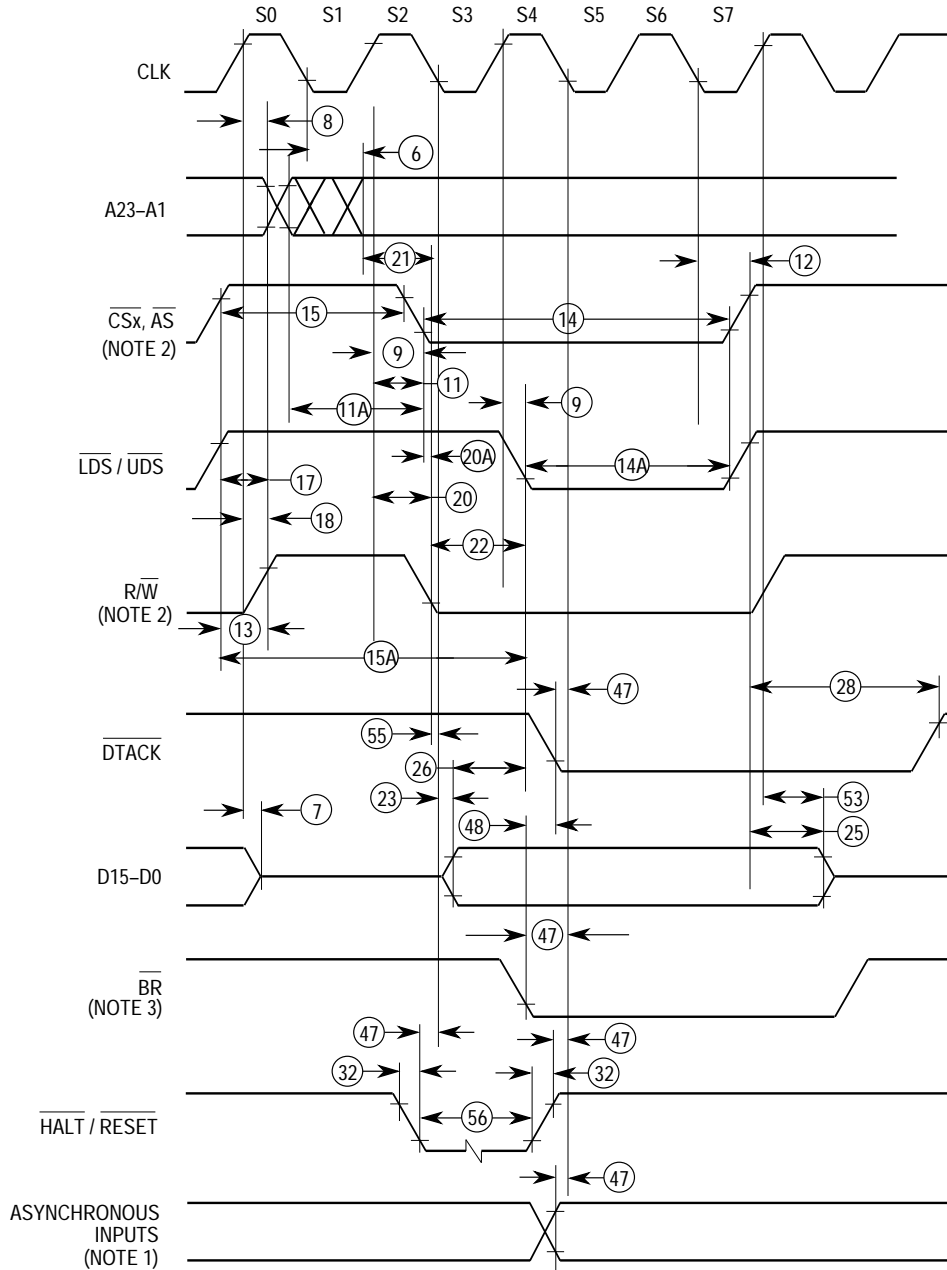 S0 S1 S2 S3 S4 S5 S6 S7
CLK
8
6
A23–A1
21
12
CSx, AS
(NOTE 2)
15
14
9
11
9
11A
LDS / UDS
20A
14A
17
20
18
22
R/W
(NOTE 2)
13
15A
47
28
DTACK
55
26
23
53
7
48
25
D15–D0
47
BR
(NOTE 3)
47
47
32
32
HALT / RESET
56
47
ASYNCHRONOUS
INPUTS
(NOTE 1)